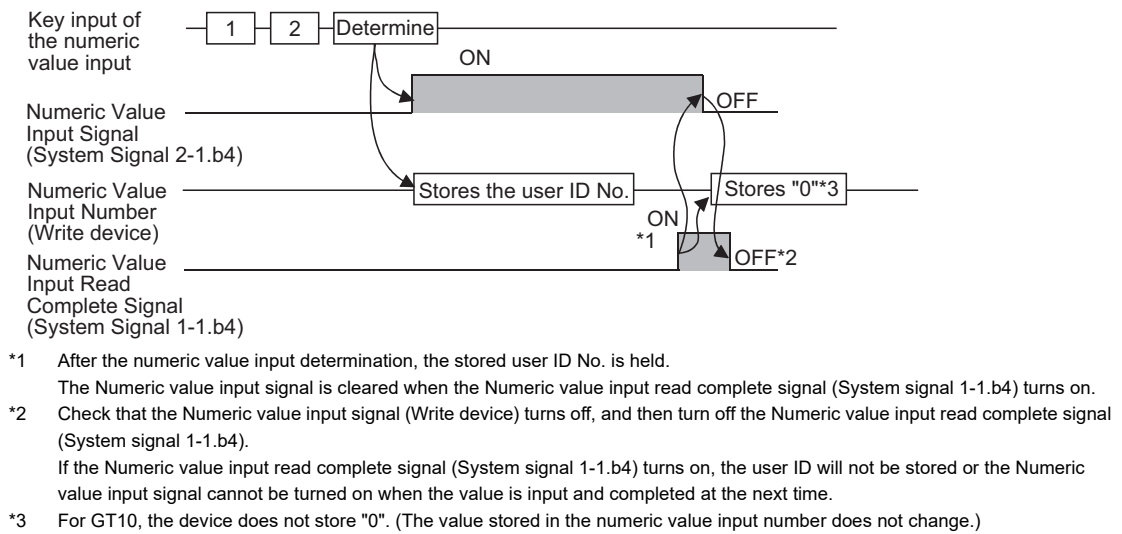 Key input of
the numeric
value input
1
2
Determine
ON
OFF
Numeric Value
Input Signal
(System Signal 2-1.b4)
Numeric Value
Input Number
(Write device)
Stores the user ID No.
Stores "0"*3
ON
*1
OFF*2
Numeric Value
Input Read
Complete Signal
(System Signal 1-1.b4)
*1 After the numeric value input determination, the stored user ID No. is held.
The Numeric value input signal is cleared when the Numeric value input read complete signal (System signal 1-1.b4) turns on.
*2 Check that the Numeric value input signal (Write device) turns off, and then turn off the Numeric value input read complete signal
(System signal 1-1.b4).
If the Numeric value input read complete signal (System signal 1-1.b4) turns on, the user ID will not be stored or the Numeric
value input signal cannot be turned on when the value is input and completed at the next time.
*3 For GT10, the device does not store "0". (The value stored in the numeric value input number does not change.)